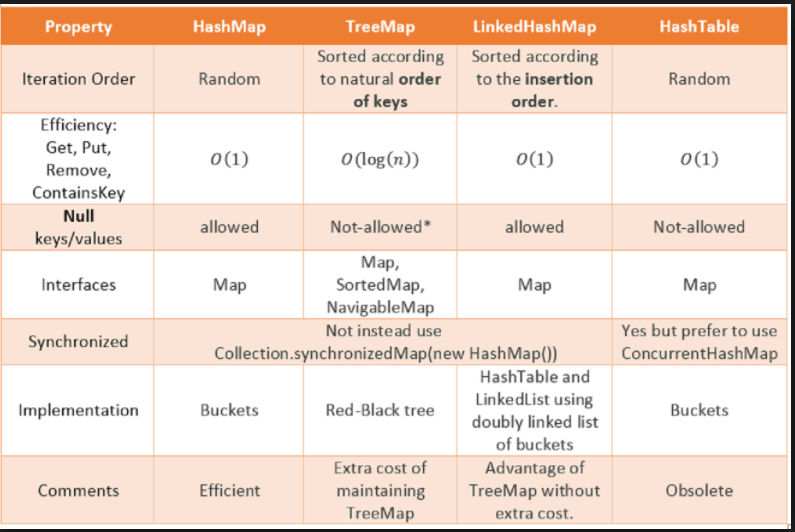 Property HashMap TreeMap LinkedHashMap HashTable
Iteration Order
Random
Sorted according
to natural order
of keys
Sorted according
to the insertion
order.
Random
Efficiency:
Get, Put,
Remove,
ContainsKey
O(1)
O(log(n))
O(1)
O(1)
Null
keys/values
allowed
Not-allowed*
allowed
Not-allowed
Interfaces
Map
Map,
SortedMap,
NavigableMap
Map
Map
Synchronized
Not instead use
Collection.synchronizedMap(new HashMap())
Yes but prefer to use
ConcurrentHashMap
Implementation
Buckets
Red-Black tree
HashTable and
LinkedList using
doubly linked list
of buckets
Buckets
Comments
Efficient
Extra cost of
maintaining
TreeMap
Advantage of
TreeMap without
extra cost.
Obsolete